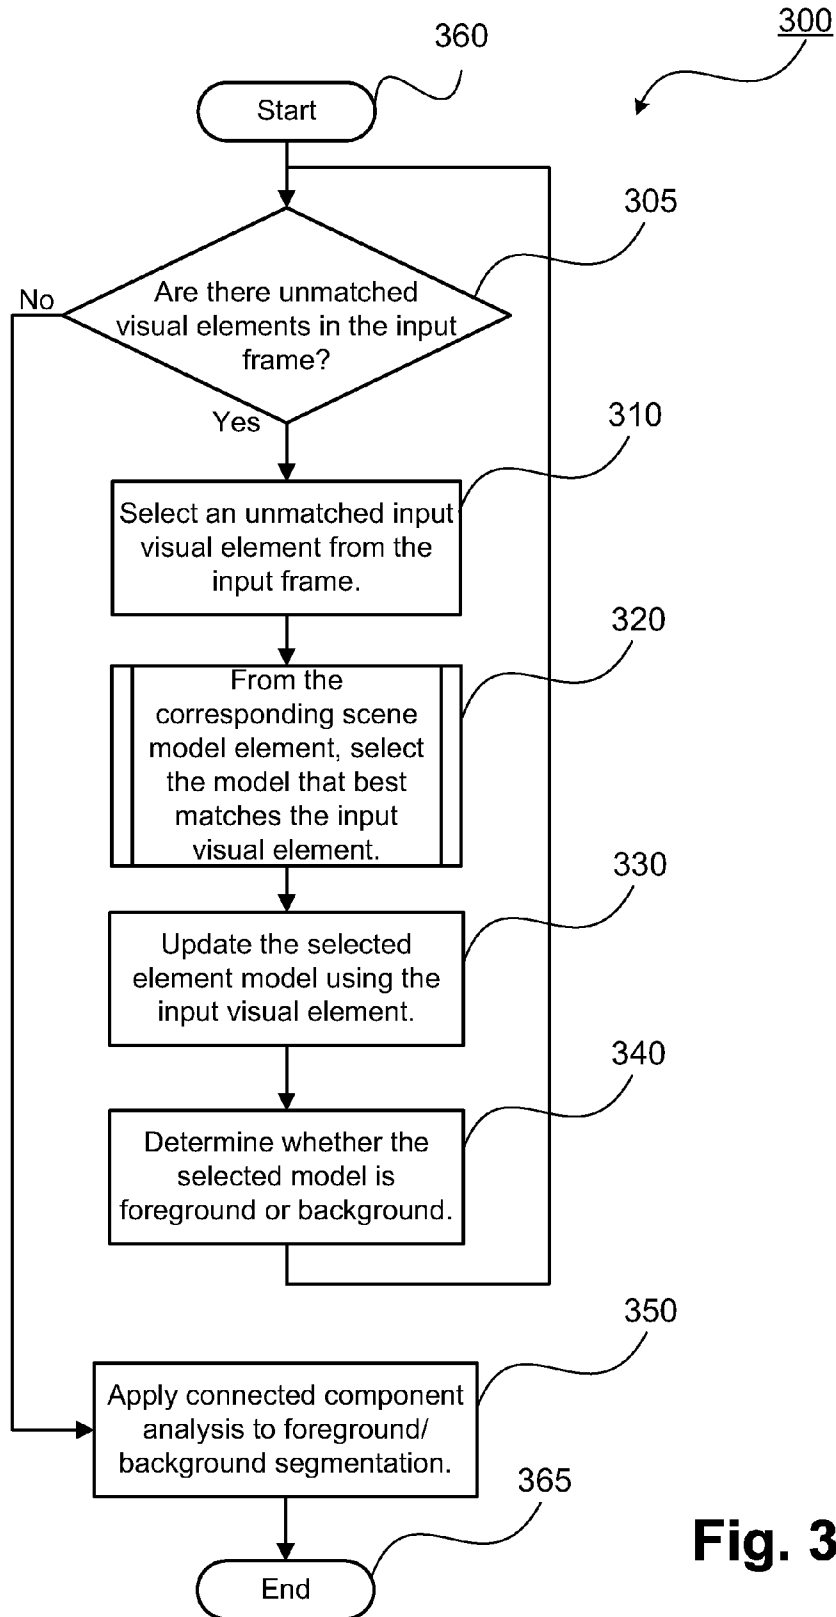 300
360
Start
305
No
Are there unmatched
visual elements in the input
frame?
Yes
310
Select an unmatched input
visual element from the
input frame.
320
From the
corresponding scene
model element, select
the model that best
matches the input
visual element.
330
Update the selected
element model using the
input visual element.
340
Determine whether the
selected model is
foreground or background.
350
Apply connected component
analysis to foreground/
background segmentation.
365
End
Fig. 3